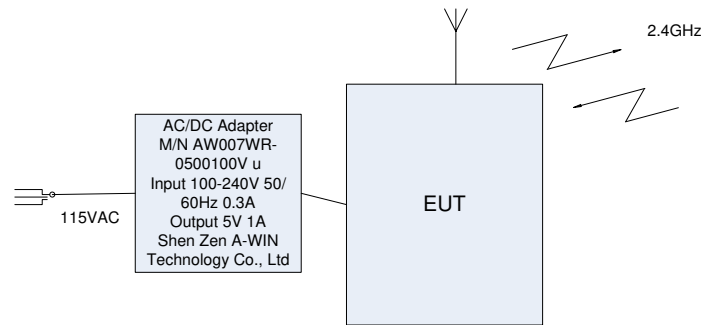 2.4GHz
AC/DC Adapter
M/N AW007WR-
0500100V u
Input 100-240V 50/
60Hz 0.3A
Output 5V 1A
Shen Zen A-WIN
Technology Co., Ltd
115VAC
EUT